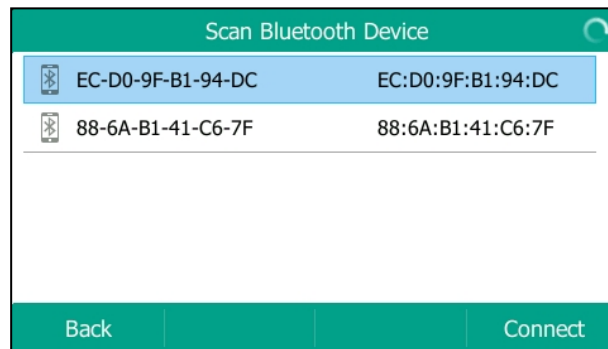 Scan Bluetooth Device
EC-D0-9F-B1-94-DC EC:D0:9F:B1:94:DC
88-6A-B1-41-C6-7F 88:6A:B1:41:C6:7F
Back Connect